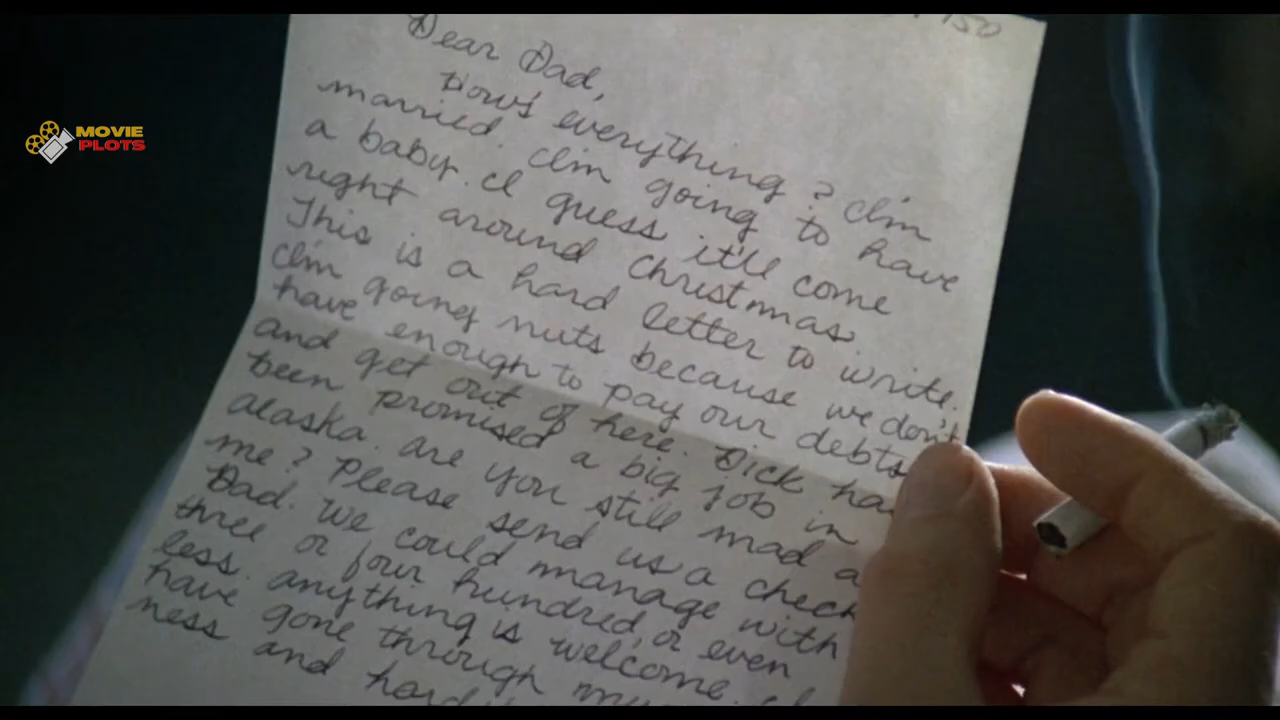 150
MOVIE
PLOTS
Dear Dad,
How's everything? I'm
married. I'm going to have
a baby. I guess it'll come
right around Christmas.
This is a hard letter to write.
I'm going nuts because we don't
have enough to pay our debts
and get out of here. Dick ha
been promised a big job in
Alaska. Are you still mad a
me? Please send us a check
Dad. We could manage with
three or four hundred, or even
less. Anything is welcome. I
have gone through my
ness and hard